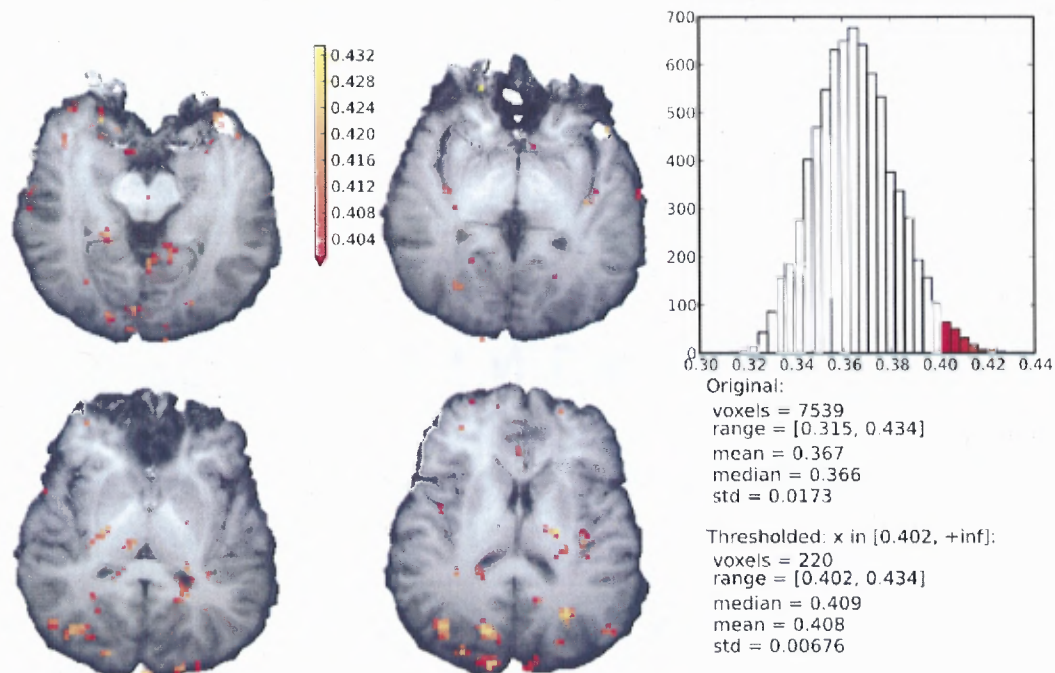 0.432
0.428
0.424
0.420
0.416
0.412
0.408
0.404
700
600
500
400
300
200
100
0
0.30 0.32 0.34 0.36 0.38 0.40 0.42 0.44
Original:
voxels = 7539
range = [0.315, 0.434]
mean = 0.367
median = 0.366
std = 0.0173
Thresholded: x in [0.402, +inf]:
voxels = 220
range = [0.402, 0.434]
median = 0.409
mean = 0.408
std = 0.00676